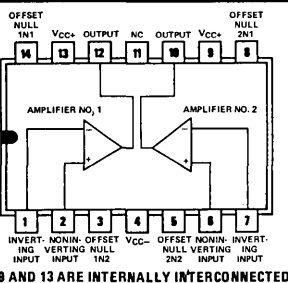 OFFSET
NULL
1N1
VCC+
OUTPUT
NC
OUTPUT
VCC+
OFFSET
NULL
2N1
14
13
12
11
10
9
8
AMPLIFIER NO. 1
AMPLIFIER NO. 2
−
+
−
+
1
2
3
4
5
6
7
INVERT-
ING
INPUT
NONIN-
VERTING
INPUT
OFFSET
NULL
1N2
VCC−
OFFSET
NULL
2N2
NONIN-
VERTING
INPUT
INVERT-
ING
INPUT
9 AND 13 ARE INTERNALLY INTERCONNECTED